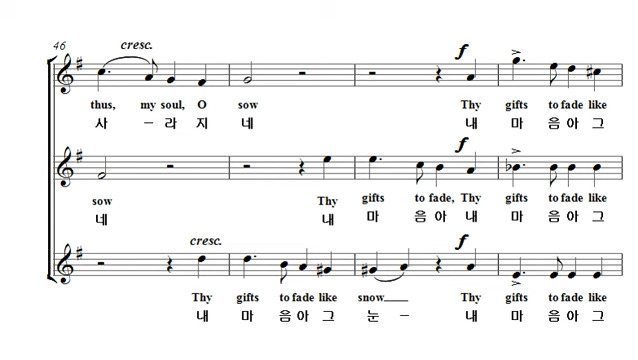 46 cresc. f
thus, my soul, O sow Thy gifts to fade like
사 – 라 지 네 내 마 음 아 그
f
sow Thy gifts to fade, Thy gifts to fade like
네 내 마 음 아 내 마 음 아 그
cresc. f
Thy gifts to fade like snow___ Thy gifts to fade like
내 마 음 아 그 눈 – 내 마 음 아 그